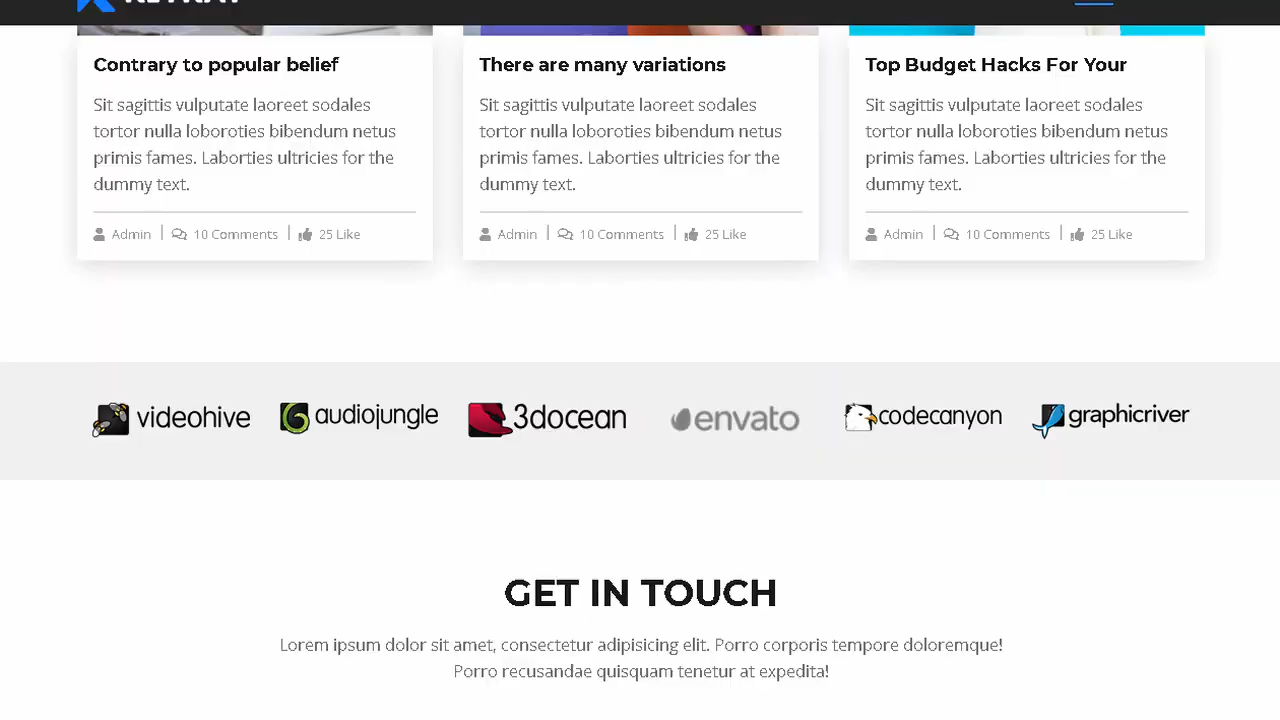 Contrary to popular belief
Sit sagittis vulputate laoreet sodales
tortor nulla loboroties bibendum netus
primis fames. Laborties ultricies for the
dummy text.
Admin | 10 Comments | 25 Like
There are many variations
Sit sagittis vulputate laoreet sodales
tortor nulla loboroties bibendum netus
primis fames. Laborties ultricies for the
dummy text.
Admin | 10 Comments | 25 Like
Top Budget Hacks For Your
Sit sagittis vulputate laoreet sodales
tortor nulla loboroties bibendum netus
primis fames. Laborties ultricies for the
dummy text.
Admin | 10 Comments | 25 Like
videohive audiojungle 3docean envato codecanyon graphicriver
GET IN TOUCH
Lorem ipsum dolor sit amet, consectetur adipisicing elit. Porro corporis tempore doloremque!
Porro recusandae quisquam tenetur at expedita!